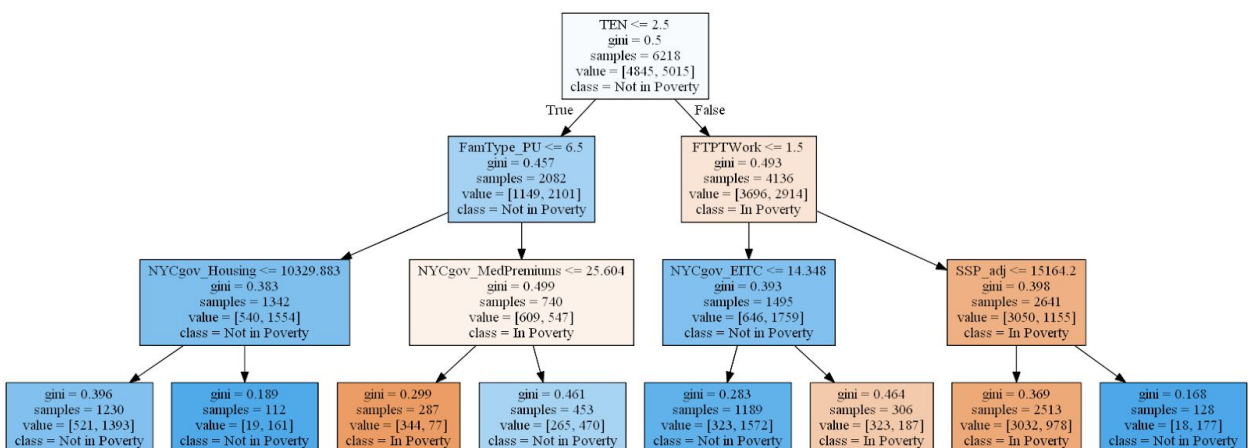 TEN <= 2.5
gini = 0.5
samples = 6218
value = [4845, 5015]
class = Not in Poverty
True
False
FamType_PU <= 6.5
gini = 0.457
samples = 2082
value = [1149, 2101]
class = Not in Poverty
FTPTWork <= 1.5
gini = 0.493
samples = 4136
value = [3696, 2914]
class = In Poverty
NYCgov_Housing <= 10329.883
gini = 0.383
samples = 1342
value = [540, 1554]
class = Not in Poverty
NYCgov_MedPremiums <= 25.604
gini = 0.499
samples = 740
value = [609, 547]
class = In Poverty
NYCgov_EITC <= 14.348
gini = 0.393
samples = 1495
value = [646, 1759]
class = Not in Poverty
SSP_adj <= 15164.2
gini = 0.398
samples = 2641
value = [3050, 1155]
class = In Poverty
gini = 0.396
samples = 1230
value = [521, 1393]
class = Not in Poverty
gini = 0.189
samples = 112
value = [19, 161]
class = Not in Poverty
gini = 0.299
samples = 287
value = [344, 77]
class = In Poverty
gini = 0.461
samples = 453
value = [265, 470]
class = Not in Poverty
gini = 0.283
samples = 1189
value = [323, 1572]
class = Not in Poverty
gini = 0.464
samples = 306
value = [323, 187]
class = In Poverty
gini = 0.369
samples = 2513
value = [3032, 978]
class = In Poverty
gini = 0.168
samples = 128
value = [18, 177]
class = Not in Poverty